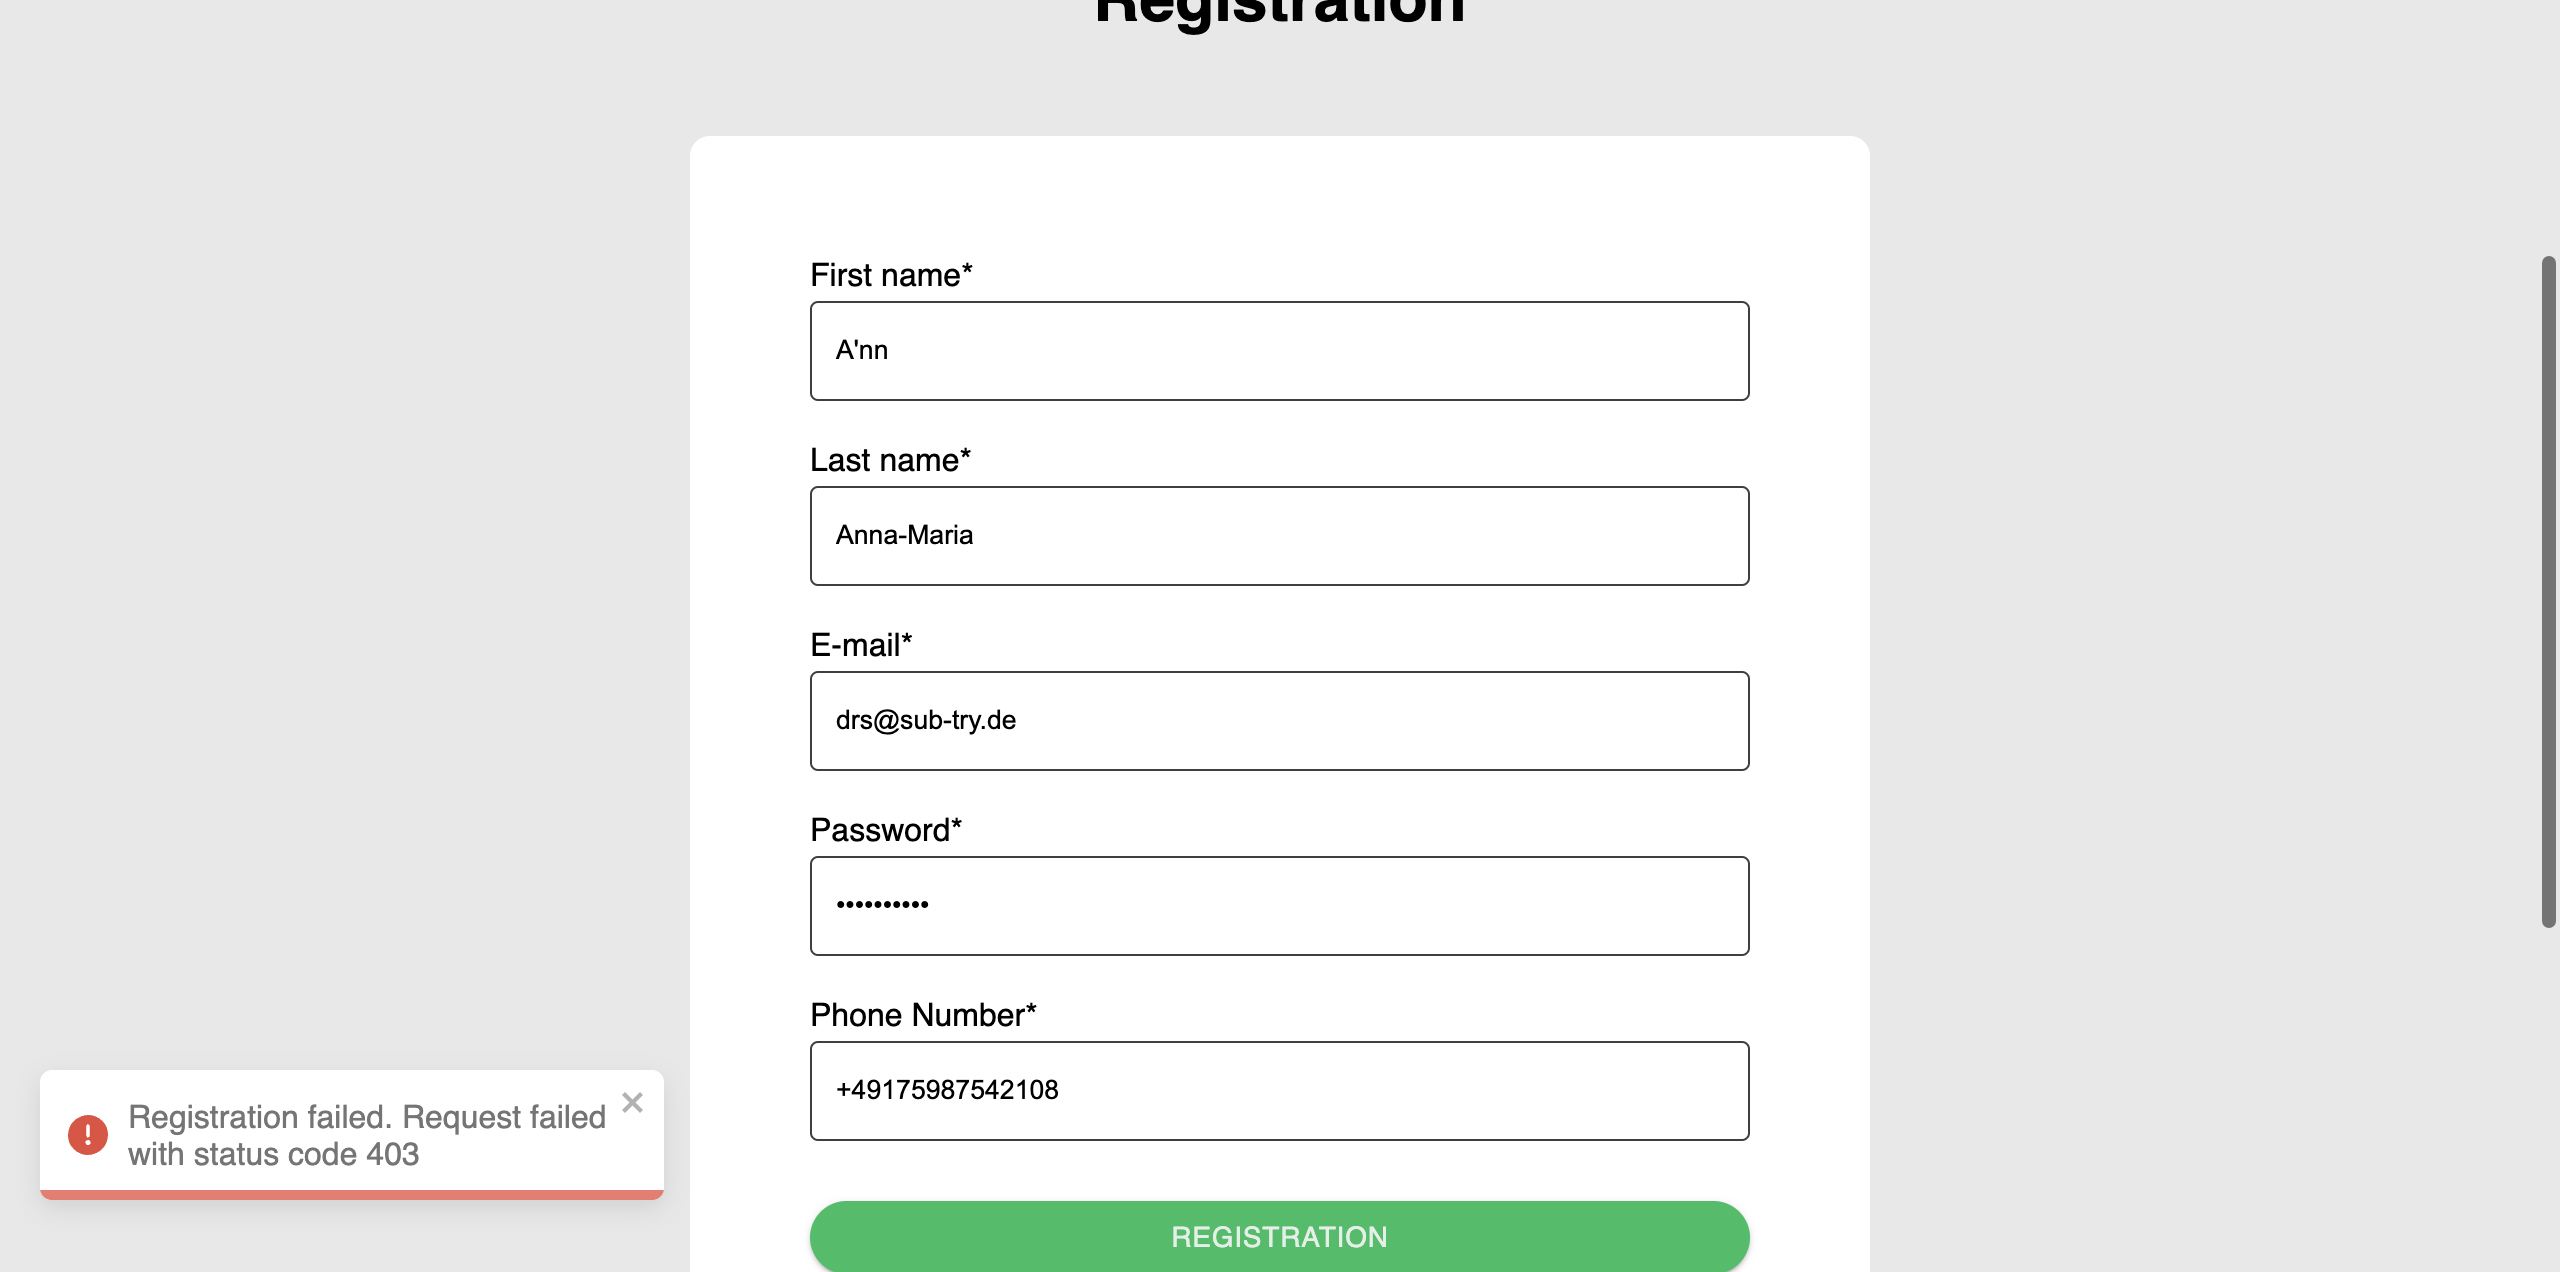 Registration
First name*
A'nn
Last name*
Anna-Maria
E-mail*
drs@sub-try.de
Password*
••••••••••
Phone Number*
+49175987542108
Registration failed. Request failed
with status code 403
REGISTRATION